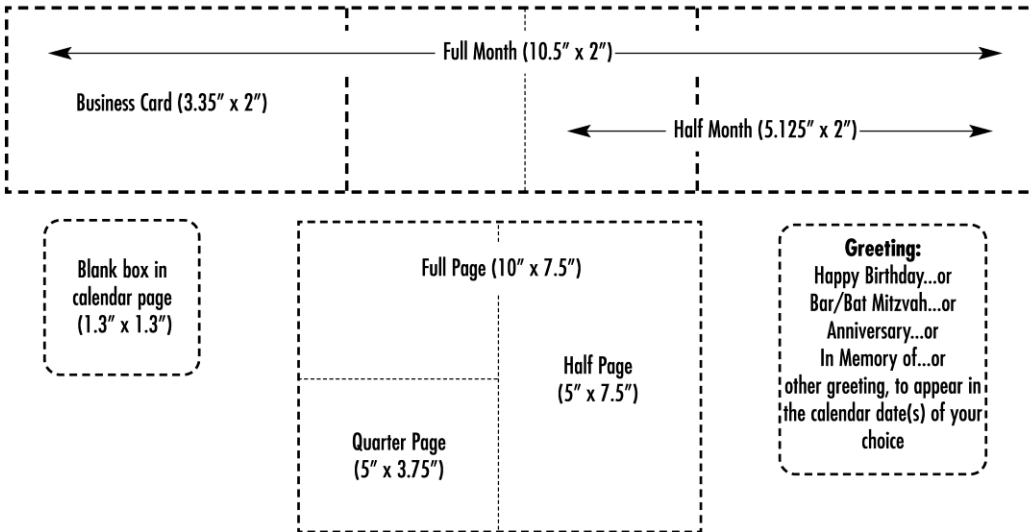 Full Month (10.5” x 2”)
Business Card (3.35” x 2”)
Half Month (5.125” x 2”)
Blank box in
calendar page
(1.3” x 1.3”)
Full Page (10” x 7.5”)
Half Page
(5” x 7.5”)
Quarter Page
(5” x 3.75”)
Greeting:
Happy Birthday...or
Bar/Bat Mitzvah...or
Anniversary...or
In Memory of...or
other greeting, to appear in
the calendar date(s) of your
choice